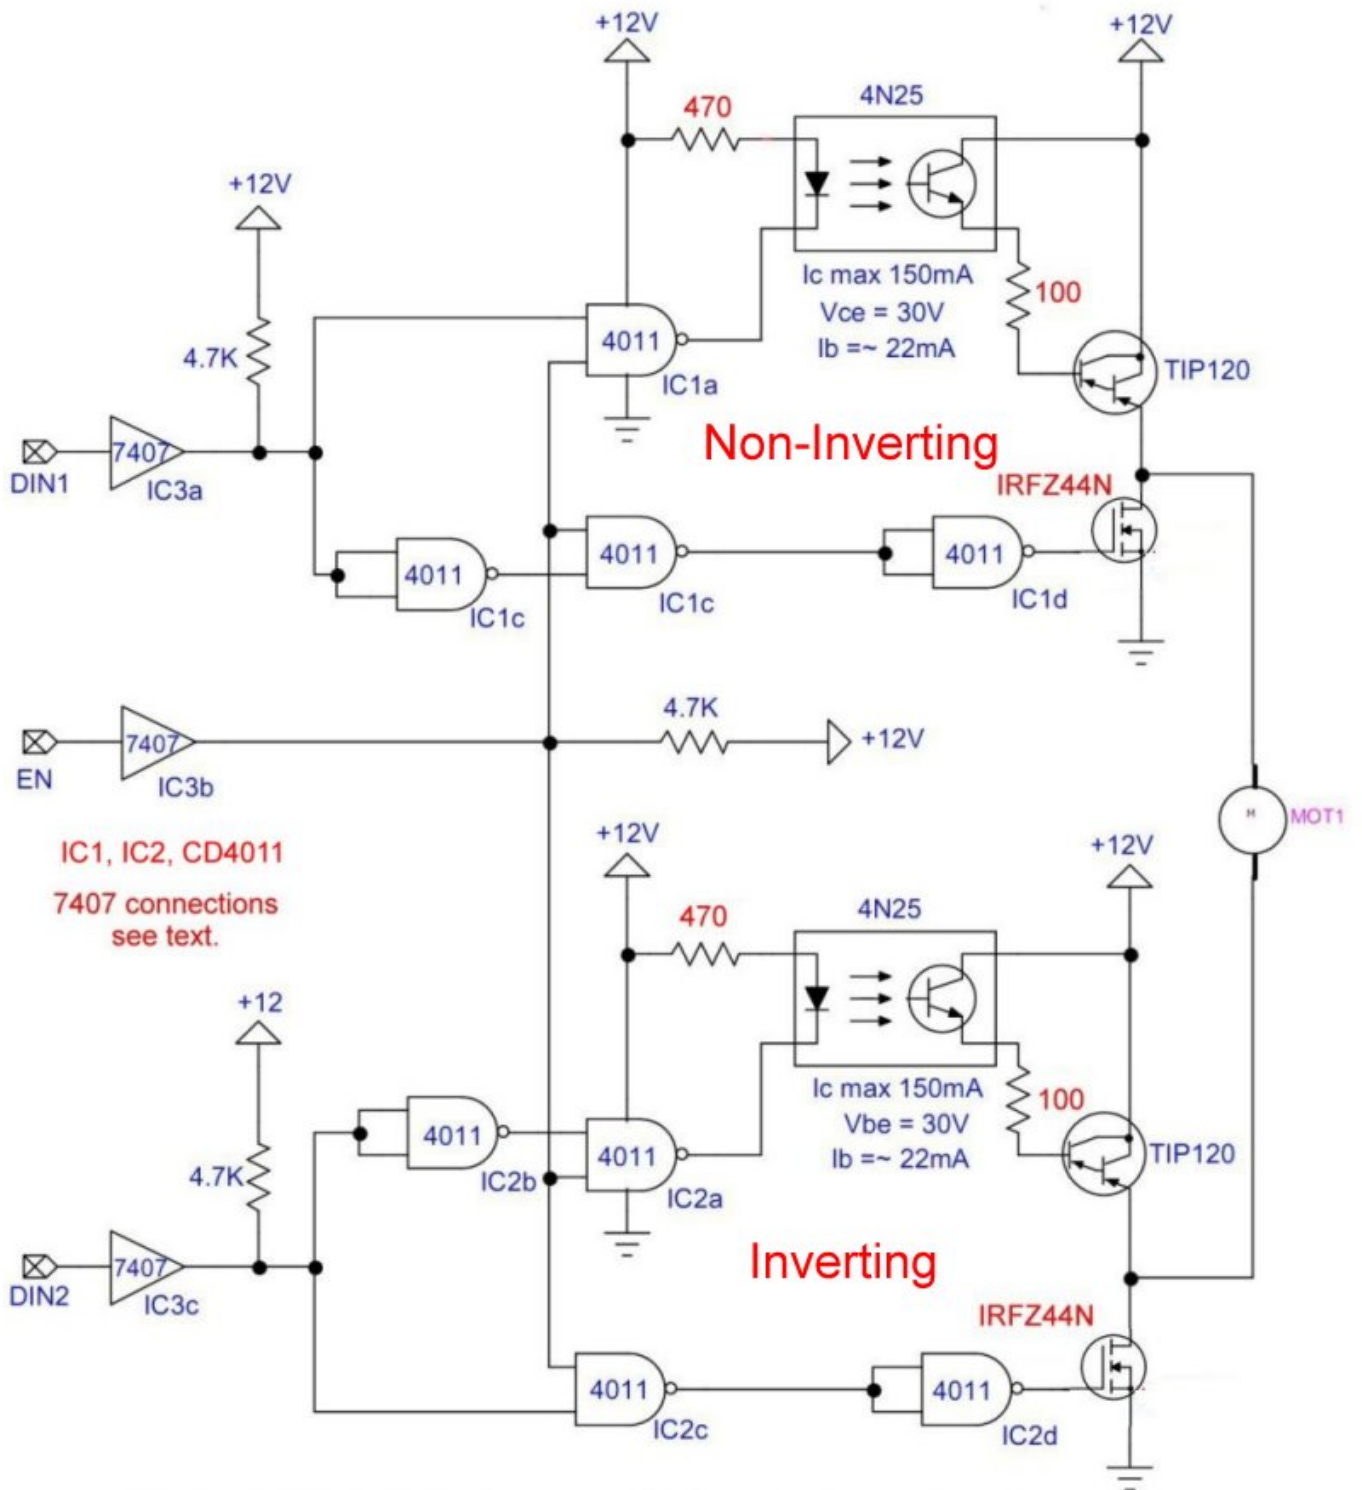 +12V
+12V
470
4N25
+12V
4.7K
Ic max 150mA
Vce = 30V
Ib =~ 22mA
100
4011
IC1a
TIP120
7407
DIN1
IC3a
Non-Inverting
IRFZ44N
4011
IC1c
4011
IC1c
4011
IC1d
4.7K
7407
+12V
EN
IC3b
M
MOT1
IC1, IC2, CD4011
7407 connections
see text.
+12V
+12V
470
4N25
+12
4.7K
Ic max 150mA
Vbe = 30V
Ib =~ 22mA
100
4011
IC2b
4011
IC2a
TIP120
7407
DIN2
IC3c
Inverting
IRFZ44N
4011
IC2c
4011
IC2d